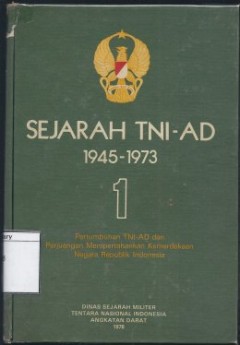 SEJARAH TNI-AD
1945-1973
1
Penumpuhan TNI-AD dan
Perjuangan Mempertahankan Kemerdekaan
Negara Republik Indonesia
DINAS SEJARAH MILITER
TENTARA NASIONAL INDONESIA
ANGKATAN DARAT